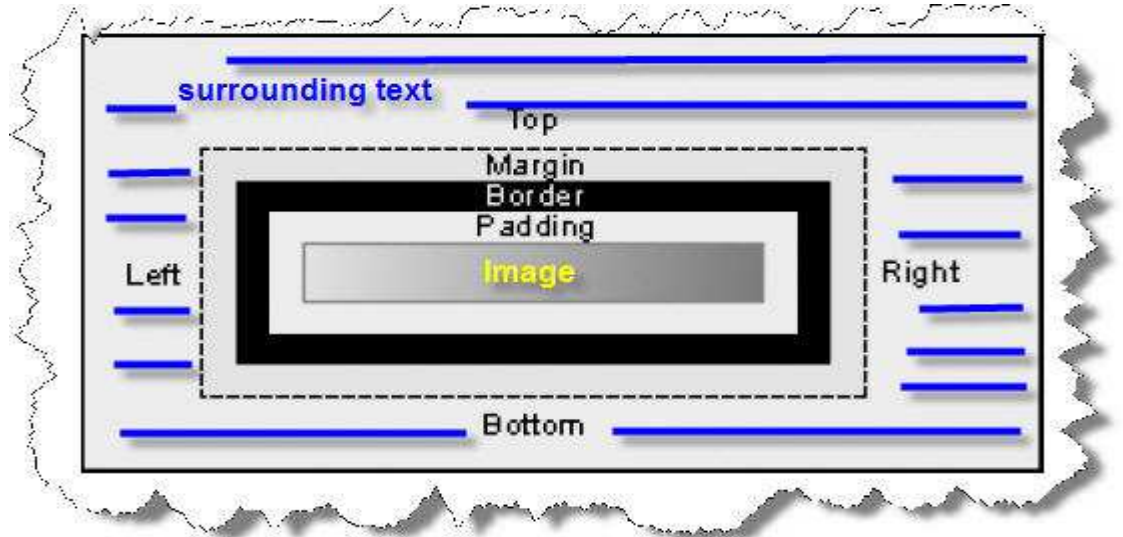 surrounding text
Top
Margin
Border
Padding
Left
Image
Right
Bottom